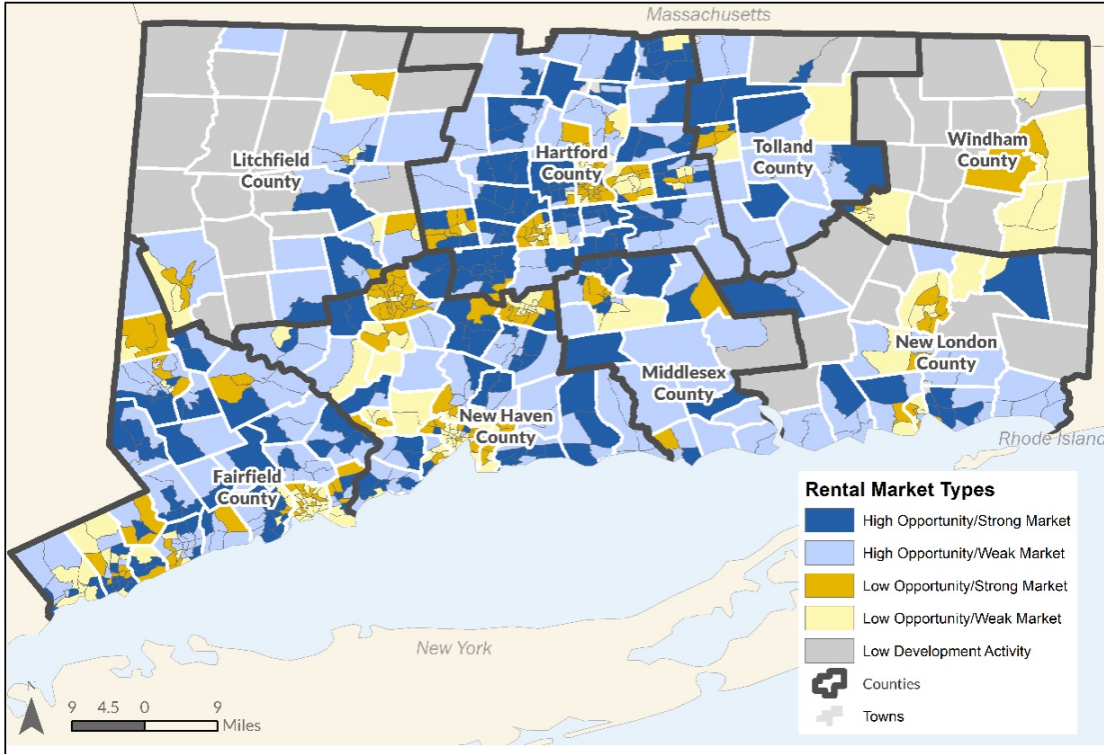 Massachusetts
Litchfield
County
Hartford
County
Tolland
County
Windham
County
New London
County
Middlesex
County
New Haven
County
Fairfield
County
Rhode Island
New York
Rental Market Types
High Opportunity/Strong Market
High Opportunity/Weak Market
Low Opportunity/Strong Market
Low Opportunity/Weak Market
Low Development Activity
Counties
Towns
N
9 4.5 0 9
Miles